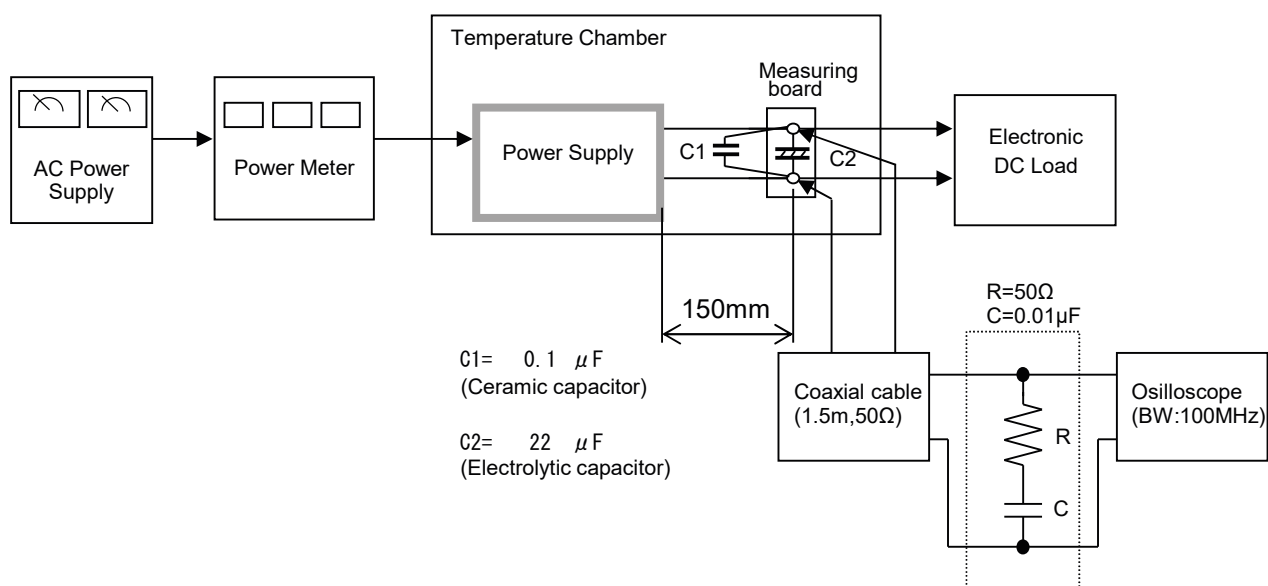 Temperature Chamber
Measuring
board
AC Power
Supply
Power Meter
Power Supply
C1
C2
Electronic
DC Load
150mm
C1=   0.1  μF
(Ceramic capacitor)
C2=   22  μF
(Electrolytic capacitor)
R=50Ω
C=0.01µF
Coaxial cable
(1.5m,50Ω)
R
C
Osilloscope
(BW:100MHz)